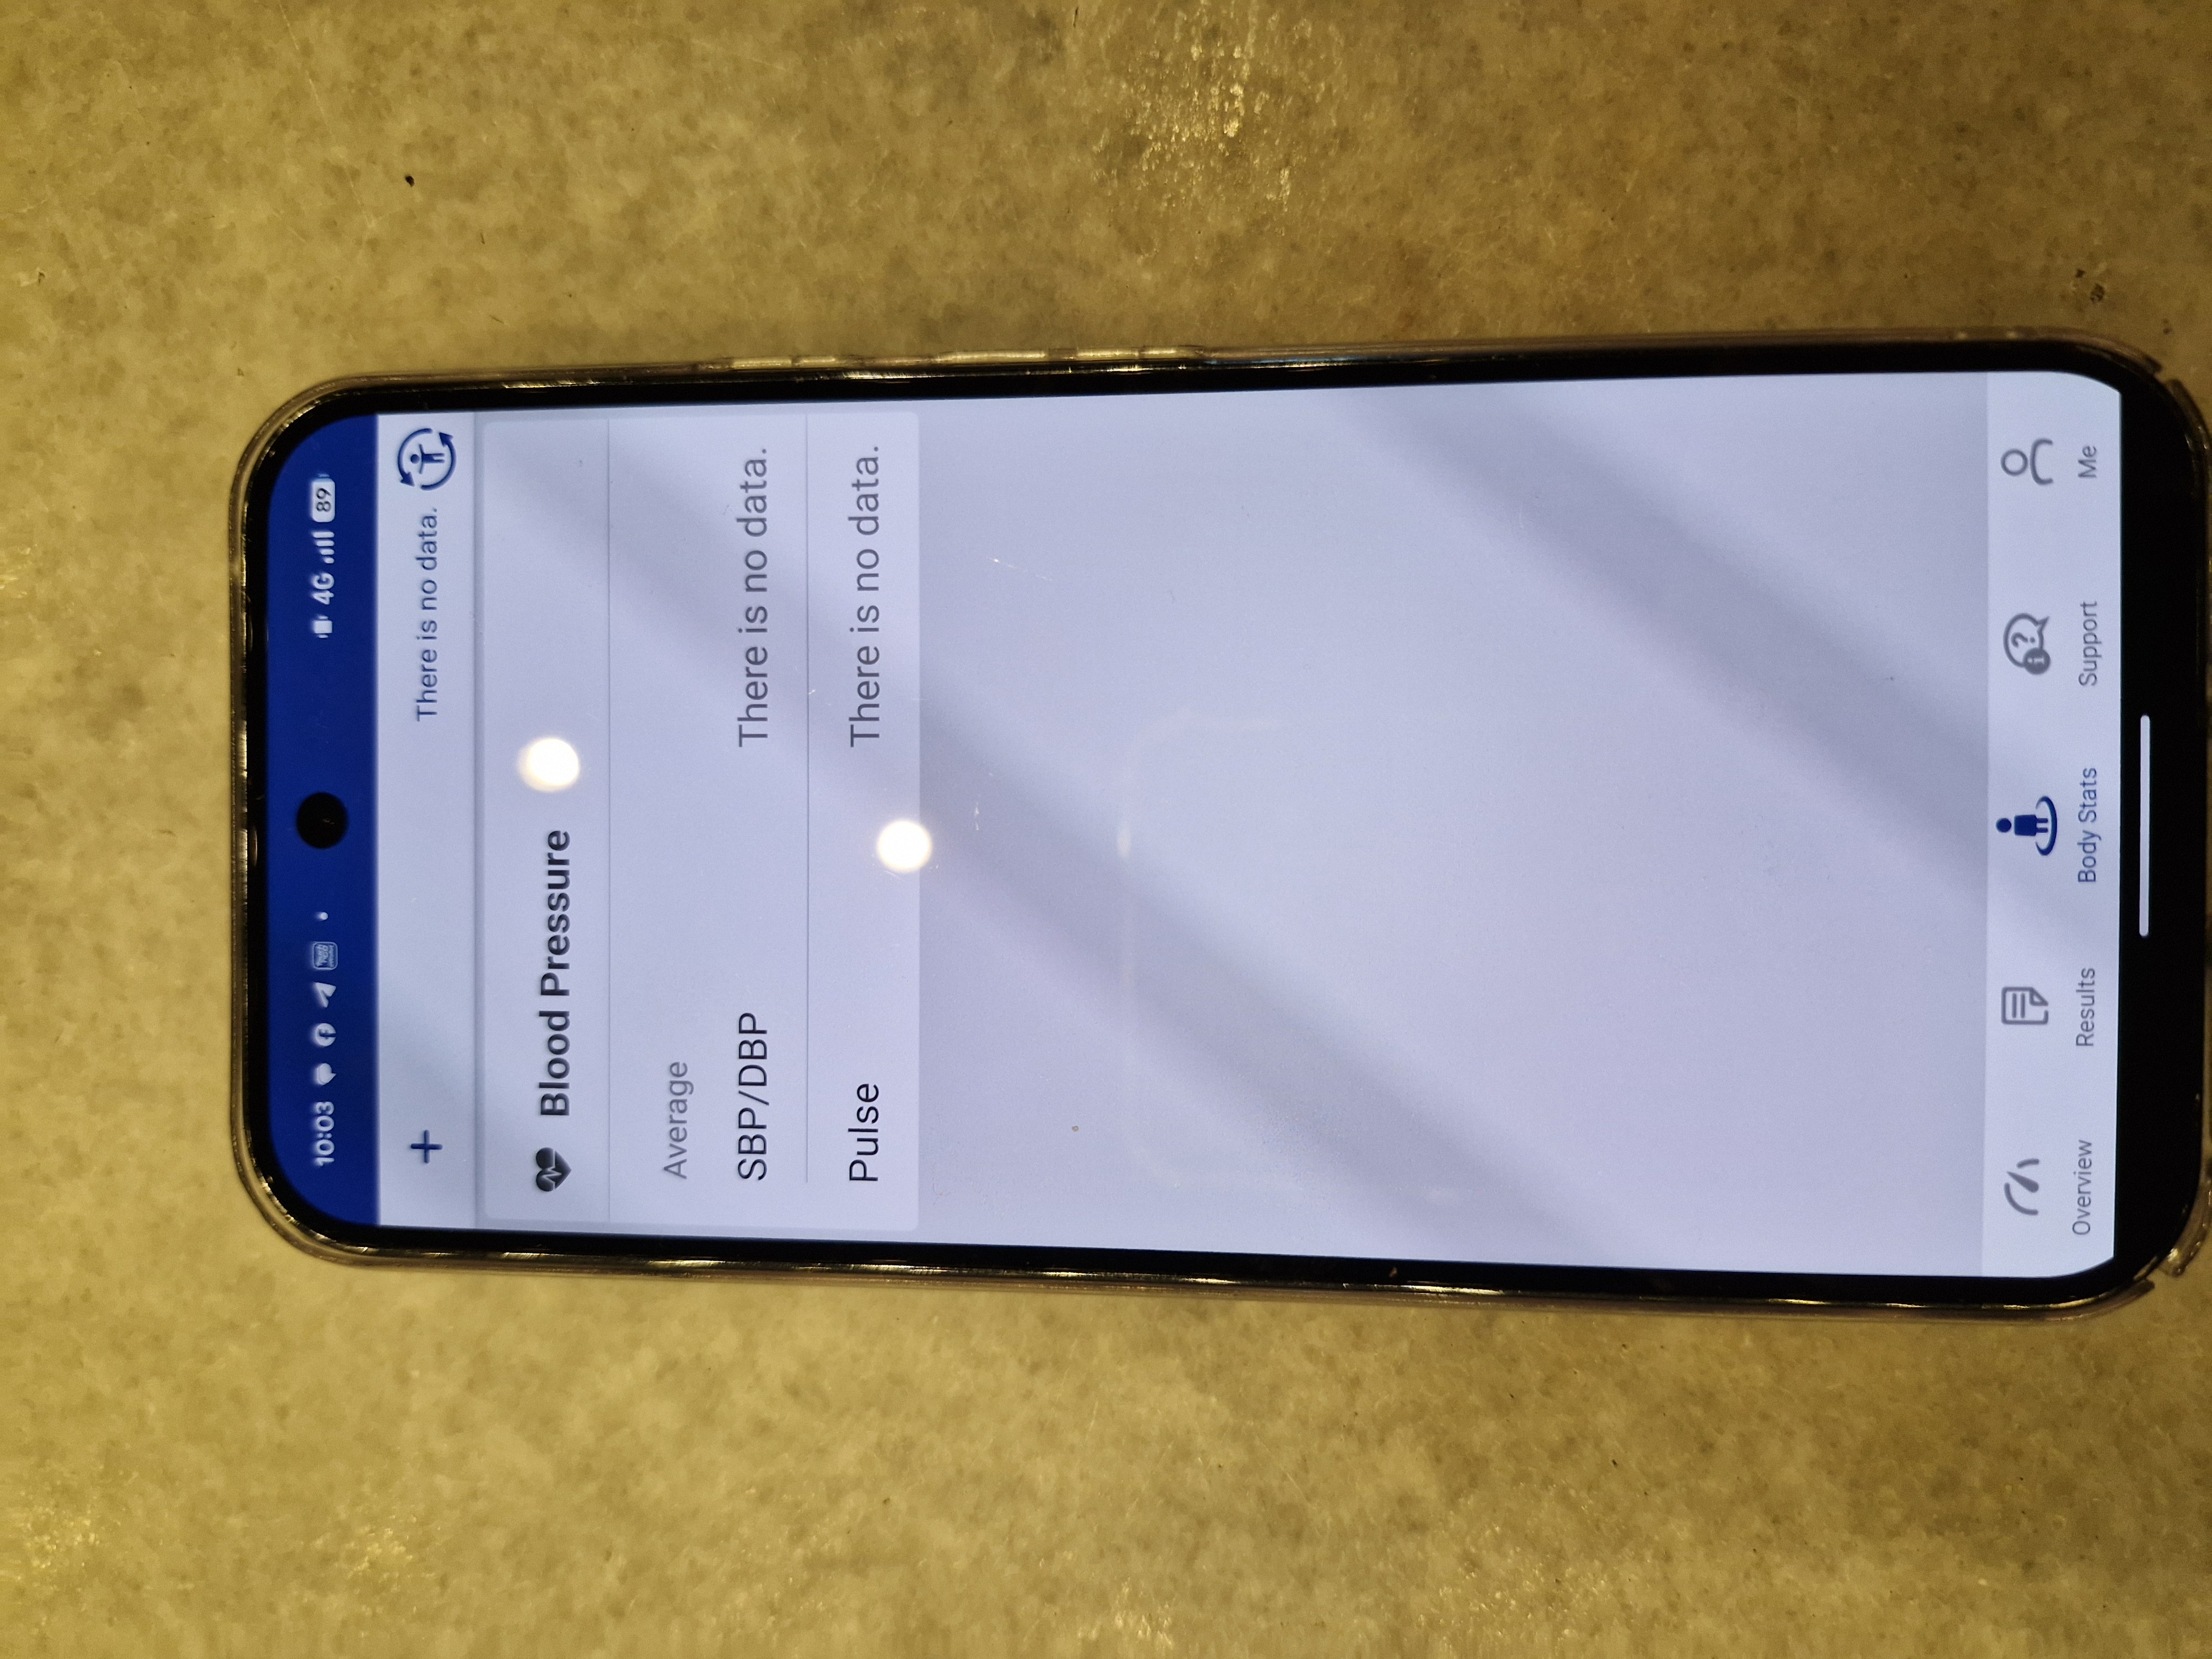 10:03 4G 89
There is no data.
Blood Pressure
Average
SBP/DBP There is no data.
Pulse There is no data.
Overview Results Body Stats Support Me